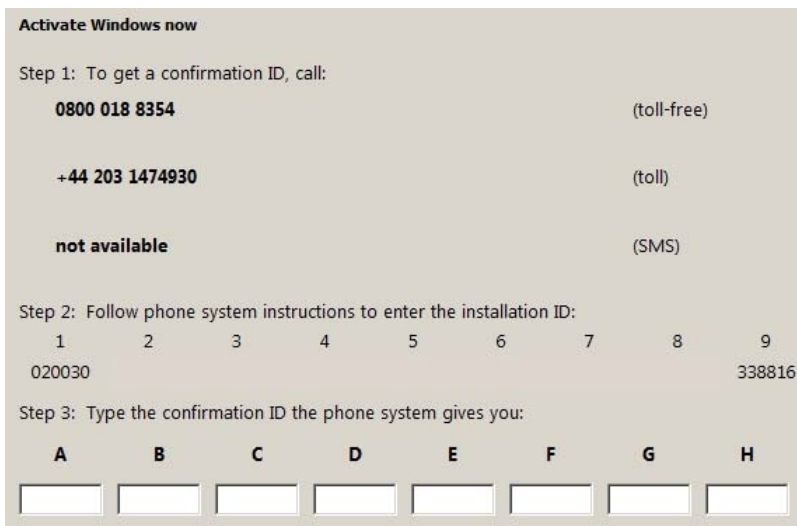 Activate Windows now
Step 1: To get a confirmation ID, call:
0800 018 8354 (toll-free)
+44 203 1474930 (toll)
not available (SMS)
Step 2: Follow phone system instructions to enter the installation ID:
1 2 3 4 5 6 7 8 9
020030 338816
Step 3: Type the confirmation ID the phone system gives you:
A B C D E F G H